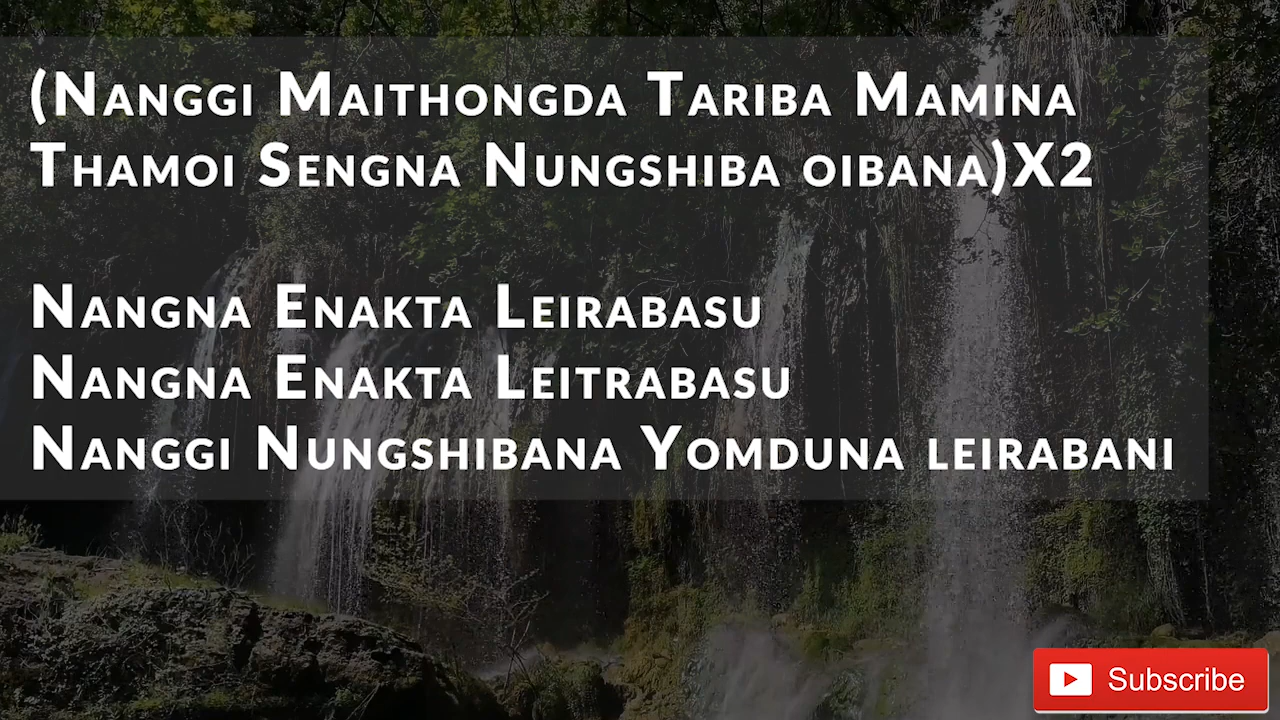 (Nanggi Maithongda Tariba Mamina
Thamoi Sengna Nungshiba oibana)X2
Nangna Enakta Leirabasu
Nangna Enakta Leitrabasu
Nanggi Nungshibana Yomduna leirabani
Subscribe